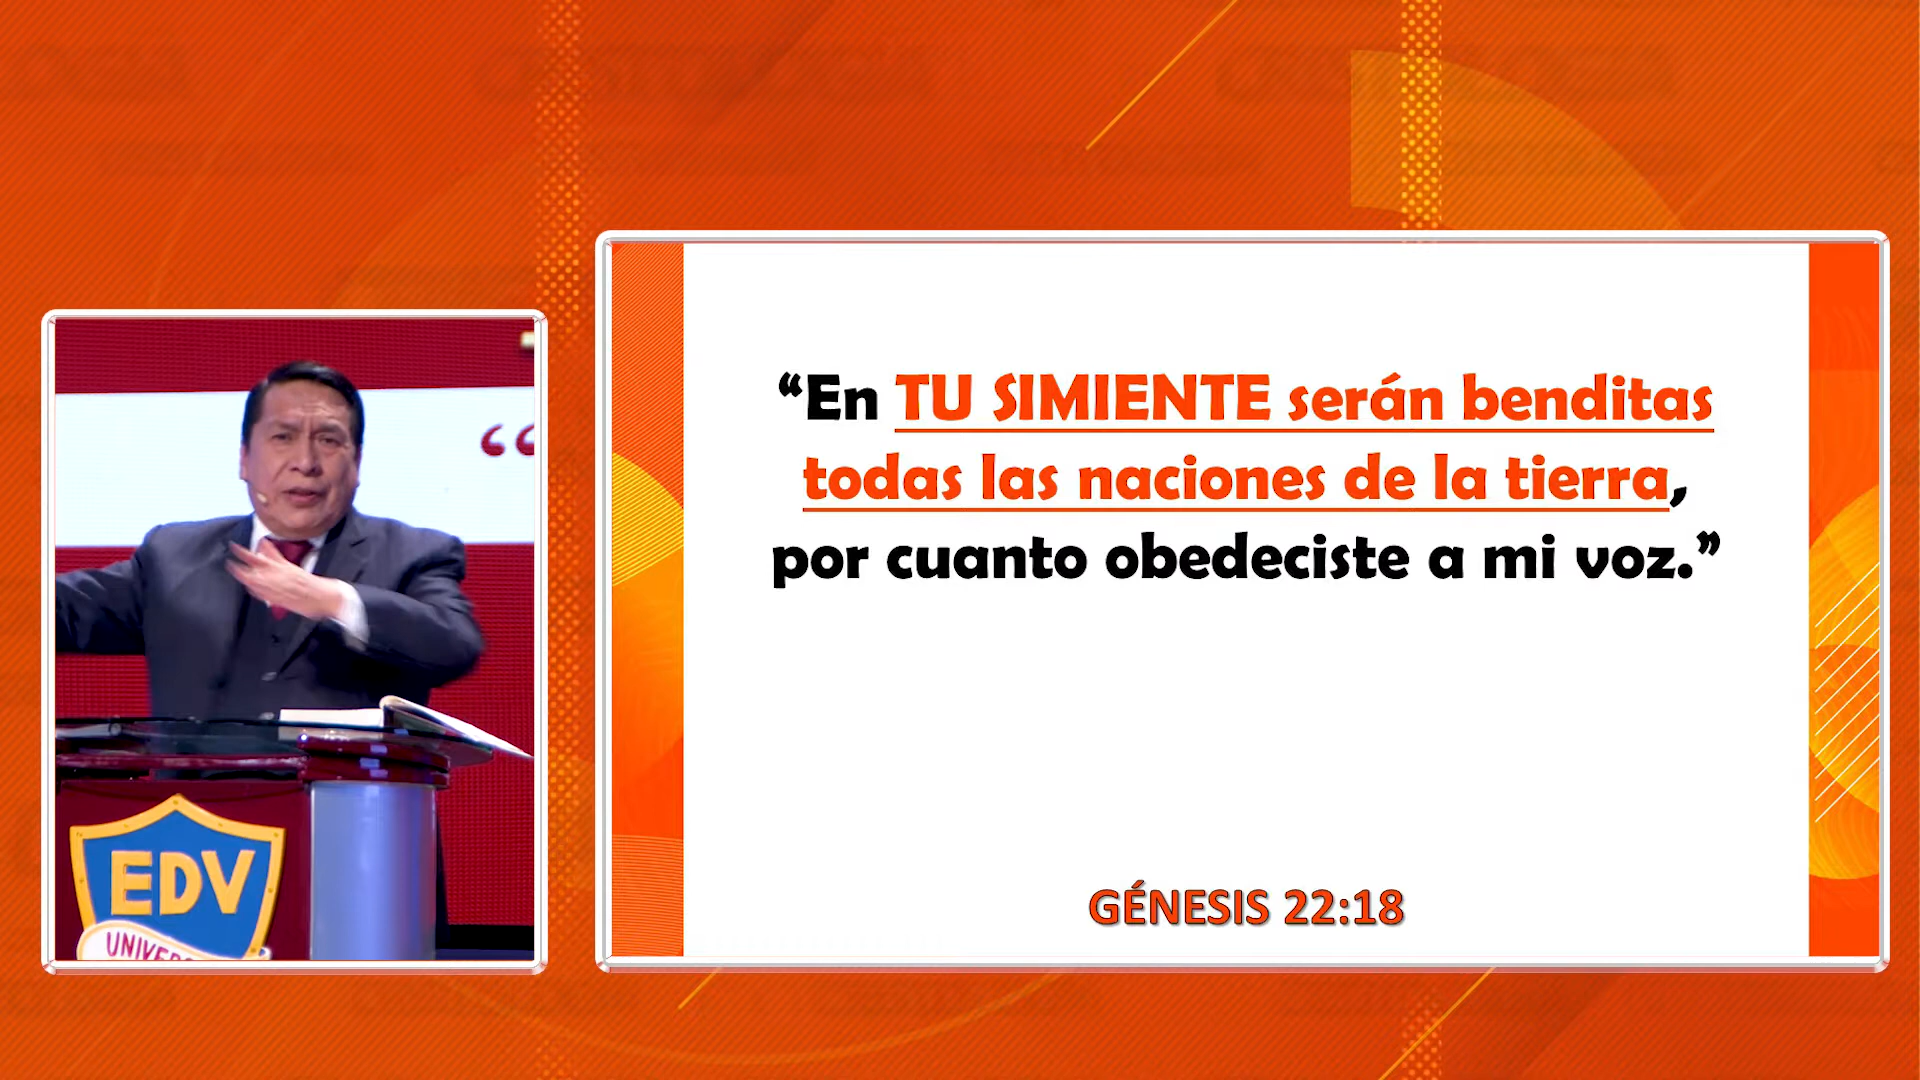 “En TU SIMIENTE serán benditas
todas las naciones de la tierra,
por cuanto obedeciste a mi voz.”
GÉNESIS 22:18
“
EDV